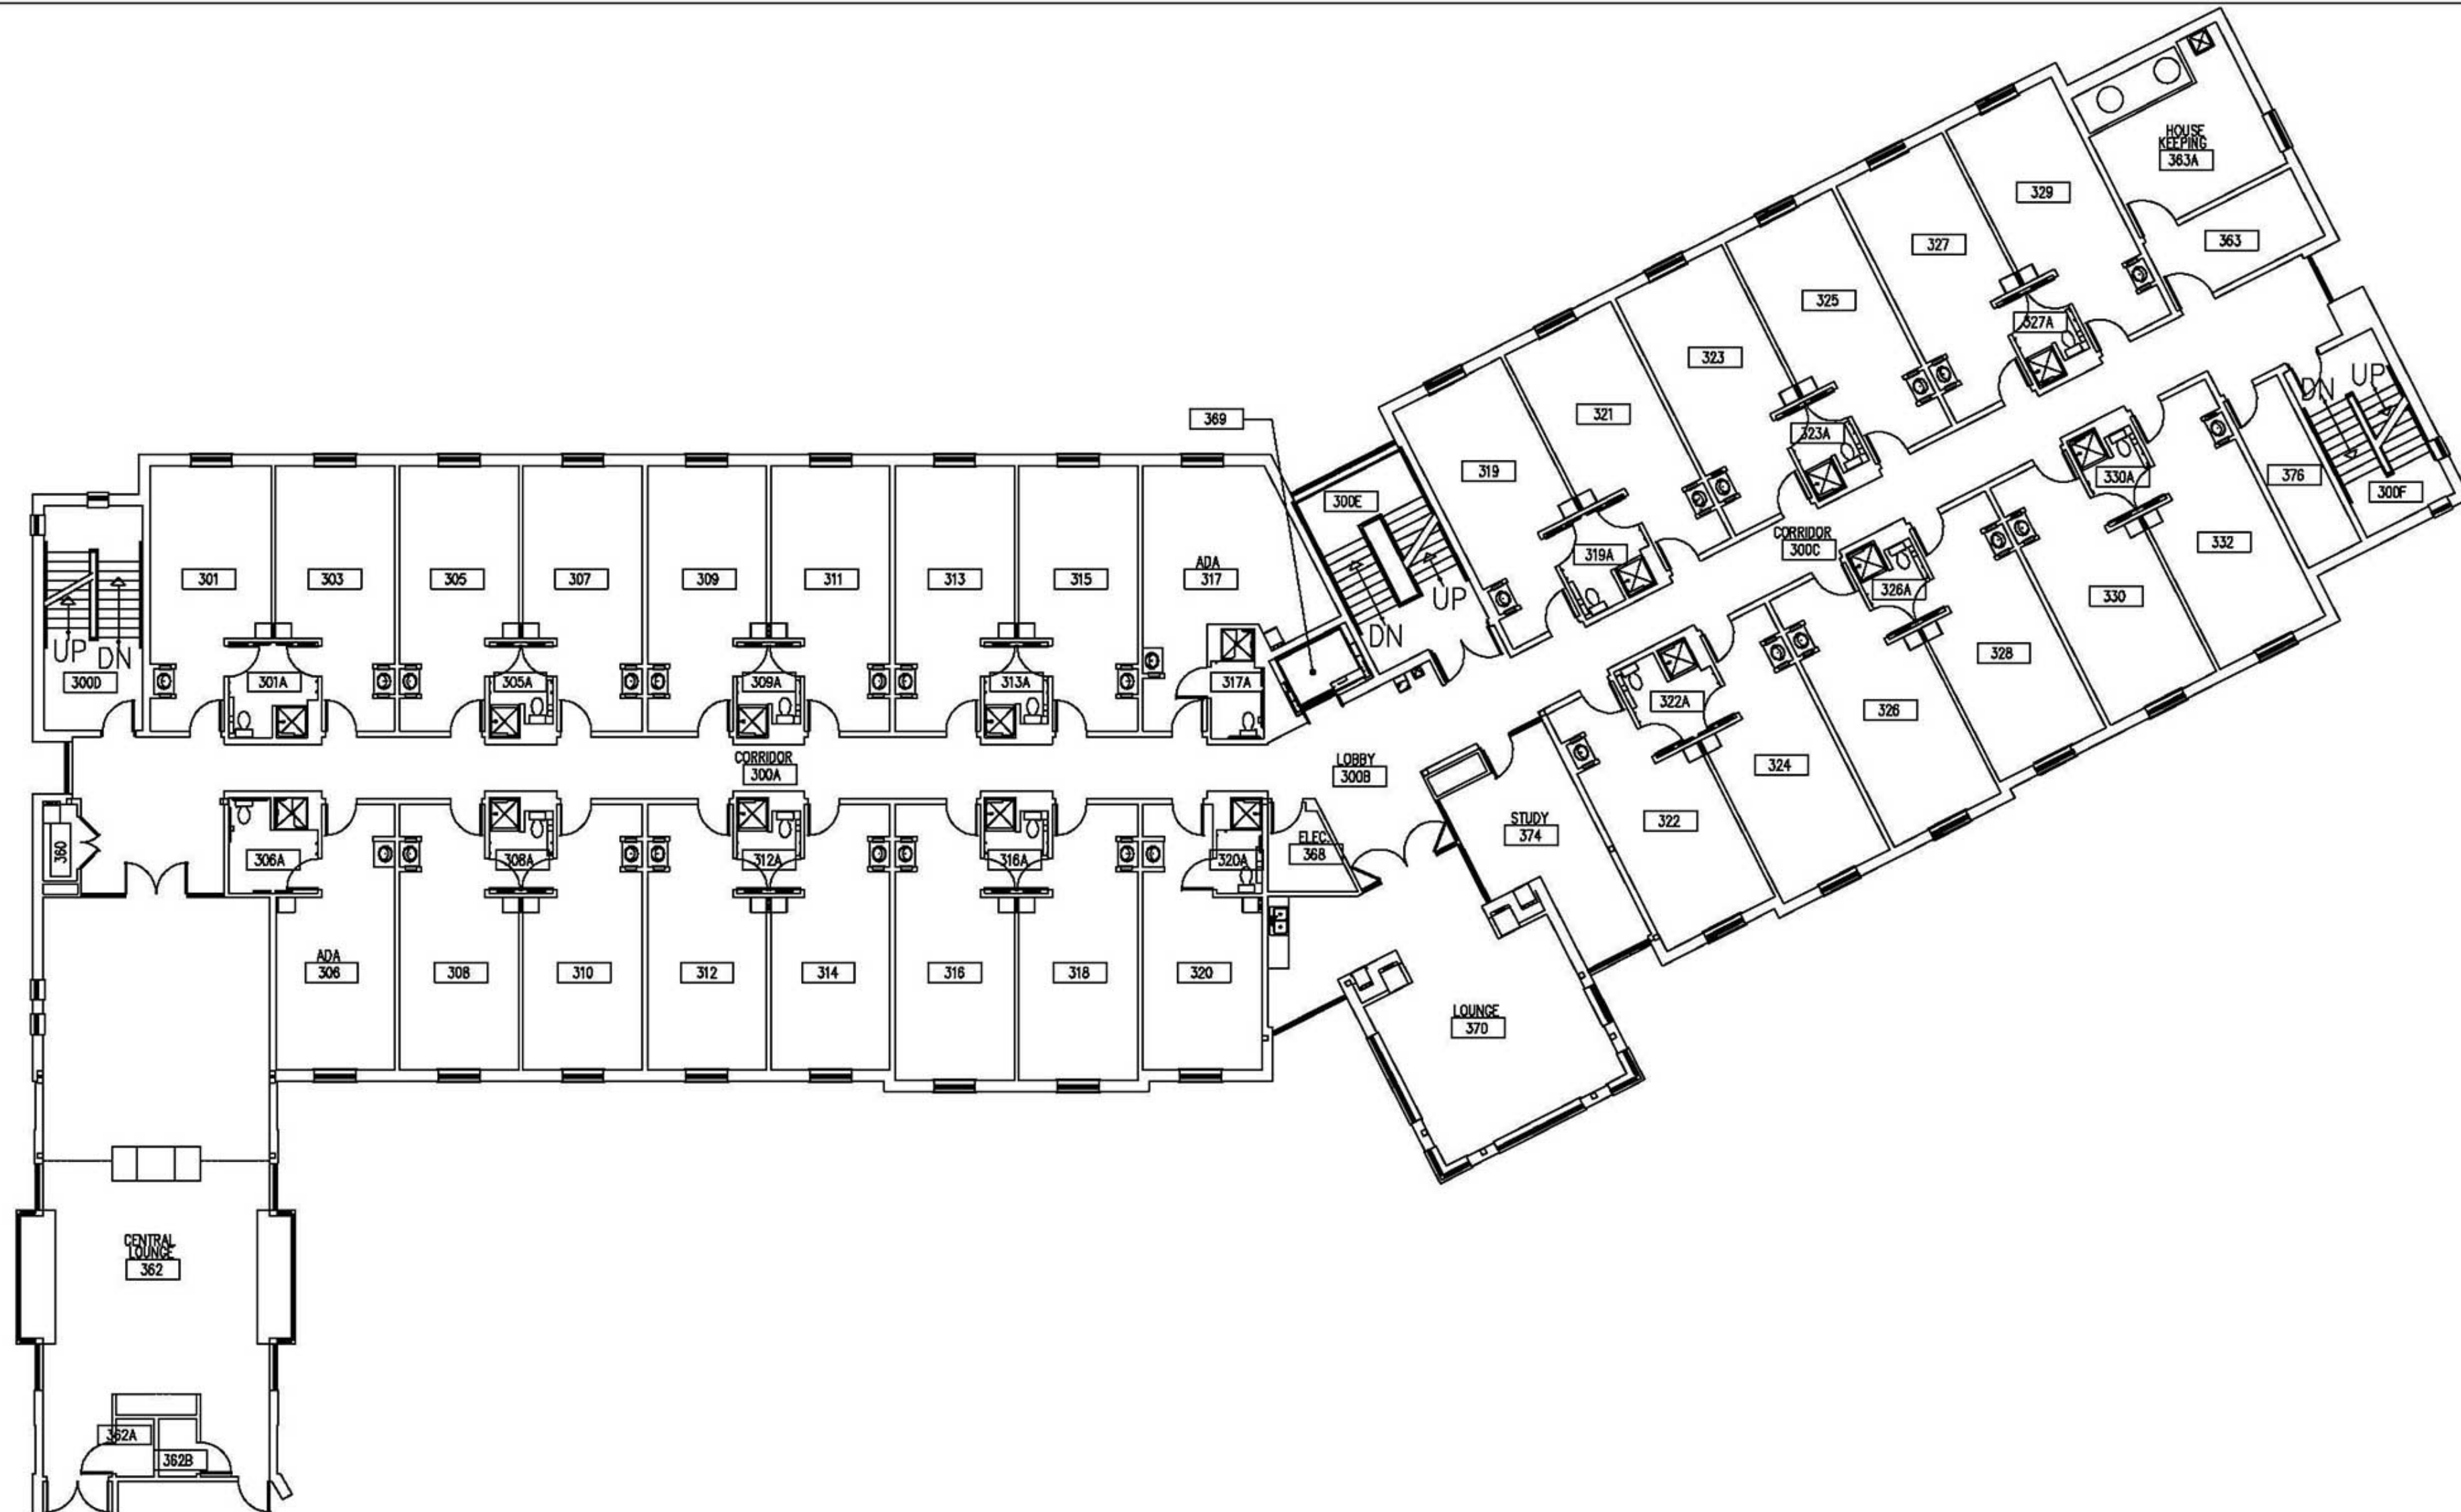 HOUSE
KEEPING
363A
329
363
327
325
327A
323
UP
DN
321
369
323A
319
330A
376
300F
300E
CORRIDOR
300C
332
319A
326A
330
UP
DN
301
303
305
307
309
311
313
315
ADA
317
328
UP
DN
300D
301A
305A
309A
313A
317A
322A
326
324
CORRIDOR
300A
LOBBY
300B
STUDY
374
322
ELEC.
368
360
306A
308A
312A
316A
320A
ADA
306
308
310
312
314
316
318
320
LOUNGE
370
CENTRAL
LOUNGE
362
362A
362B